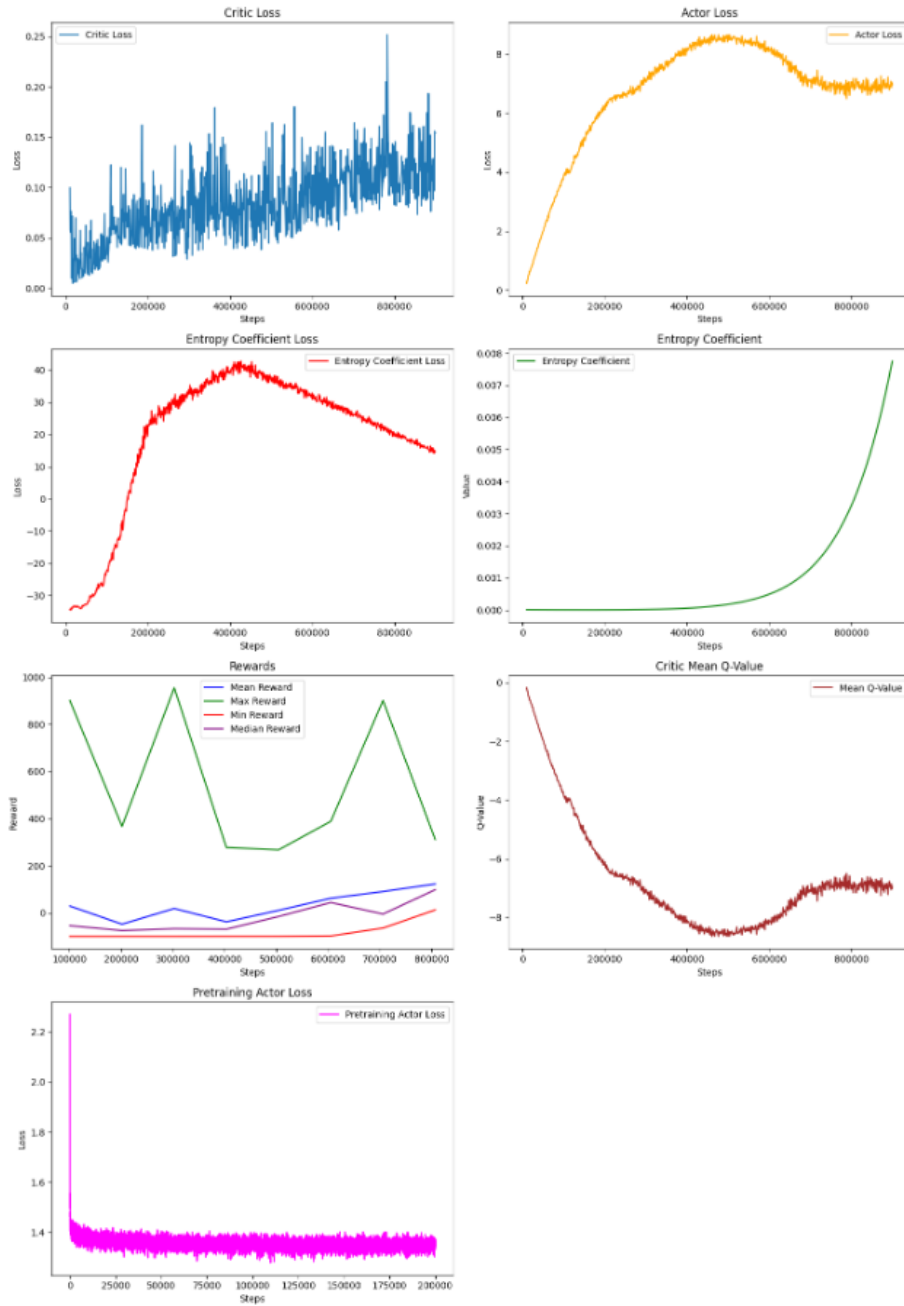 Critic Loss
Critic Loss
0.25
0.20
0.15
0.10
0.05
0.00
Loss
0 200000 400000 600000 800000
Steps
Actor Loss
Actor Loss
8
6
4
2
0
Loss
0 200000 400000 600000 800000
Steps
Entropy Coefficient Loss
Entropy Coefficient Loss
40
30
20
10
0
−10
−20
−30
Loss
0 200000 400000 600000 800000
Steps
Entropy Coefficient
Entropy Coefficient
0.008
0.007
0.006
0.005
0.004
0.003
0.002
0.001
0.000
Value
0 200000 400000 600000 800000
Steps
Rewards
Mean Reward
Max Reward
Min Reward
Median Reward
1000
800
600
400
200
0
Reward
100000 200000 300000 400000 500000 600000 700000 800000
Steps
Critic Mean Q-Value
Mean Q-Value
0
−2
−4
−6
−8
Q-Value
0 200000 400000 600000 800000
Steps
Pretraining Actor Loss
Pretraining Actor Loss
2.2
2.0
1.8
1.6
1.4
Loss
0 25000 50000 75000 100000 125000 150000 175000 200000
Steps